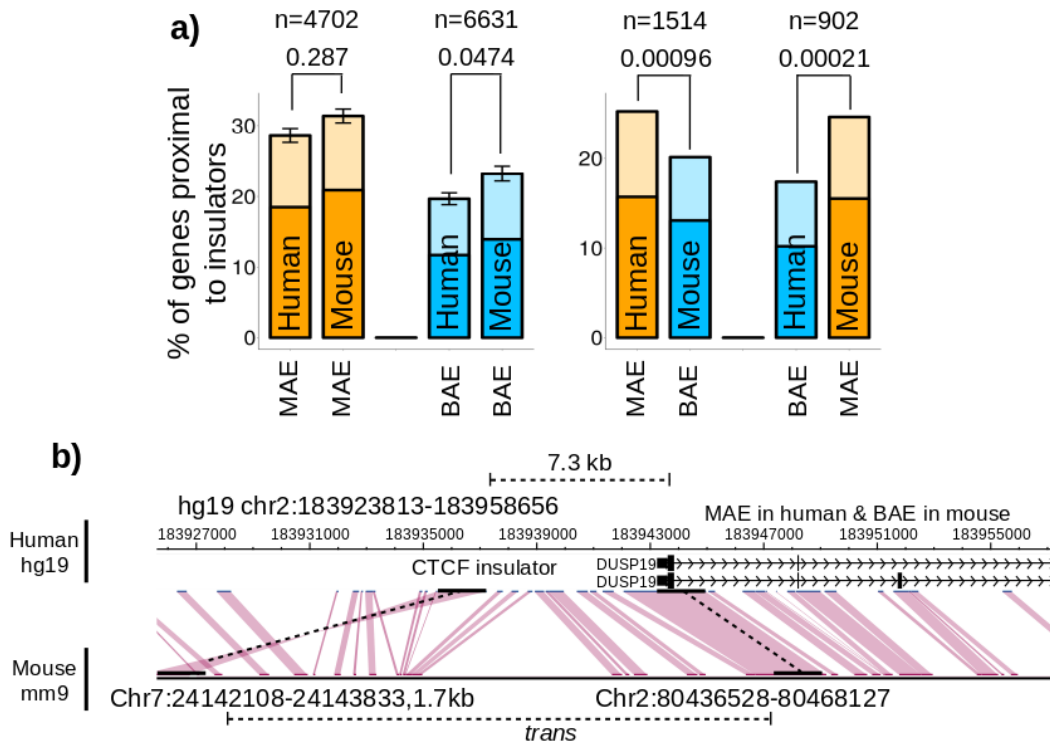 a)
n=4702
n=6631
n=1514
n=902
0.287
0.0474
0.00096
0.00021
% of genes proximal
to insulators
30
20
10
0
20
10
0
Human
Mouse
Human
Mouse
Human
Mouse
Human
Mouse
MAE
MAE
BAE
BAE
MAE
BAE
BAE
MAE
b)
7.3 kb
hg19 chr2:183923813-183958656
MAE in human & BAE in mouse
183927000 183931000 183935000 183939000 183943000 183947000 183951000 183955000
Human
hg19
CTCF insulator
DUSP19
DUSP19
Mouse
mm9
Chr7:24142108-24143833,1.7kb
Chr2:80436528-80468127
trans